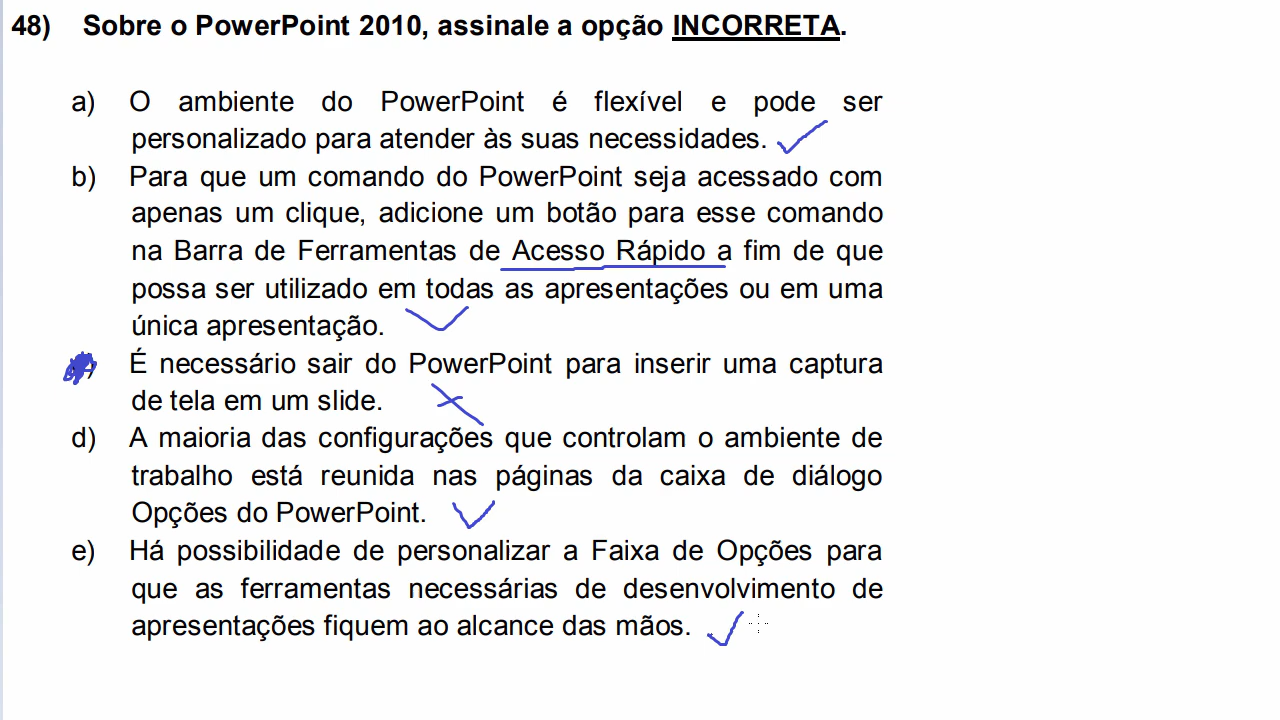 48) Sobre o PowerPoint 2010, assinale a opção INCORRETA.
a) O ambiente do PowerPoint é flexível e pode ser
personalizado para atender às suas necessidades.
b) Para que um comando do PowerPoint seja acessado com
apenas um clique, adicione um botão para esse comando
na Barra de Ferramentas de Acesso Rápido a fim de que
possa ser utilizado em todas as apresentações ou em uma
única apresentação.
É necessário sair do PowerPoint para inserir uma captura
de tela em um slide.
d) A maioria das configurações que controlam o ambiente de
trabalho está reunida nas páginas da caixa de diálogo
Opções do PowerPoint.
e) Há possibilidade de personalizar a Faixa de Opções para
que as ferramentas necessárias de desenvolvimento de
apresentações fiquem ao alcance das mãos.